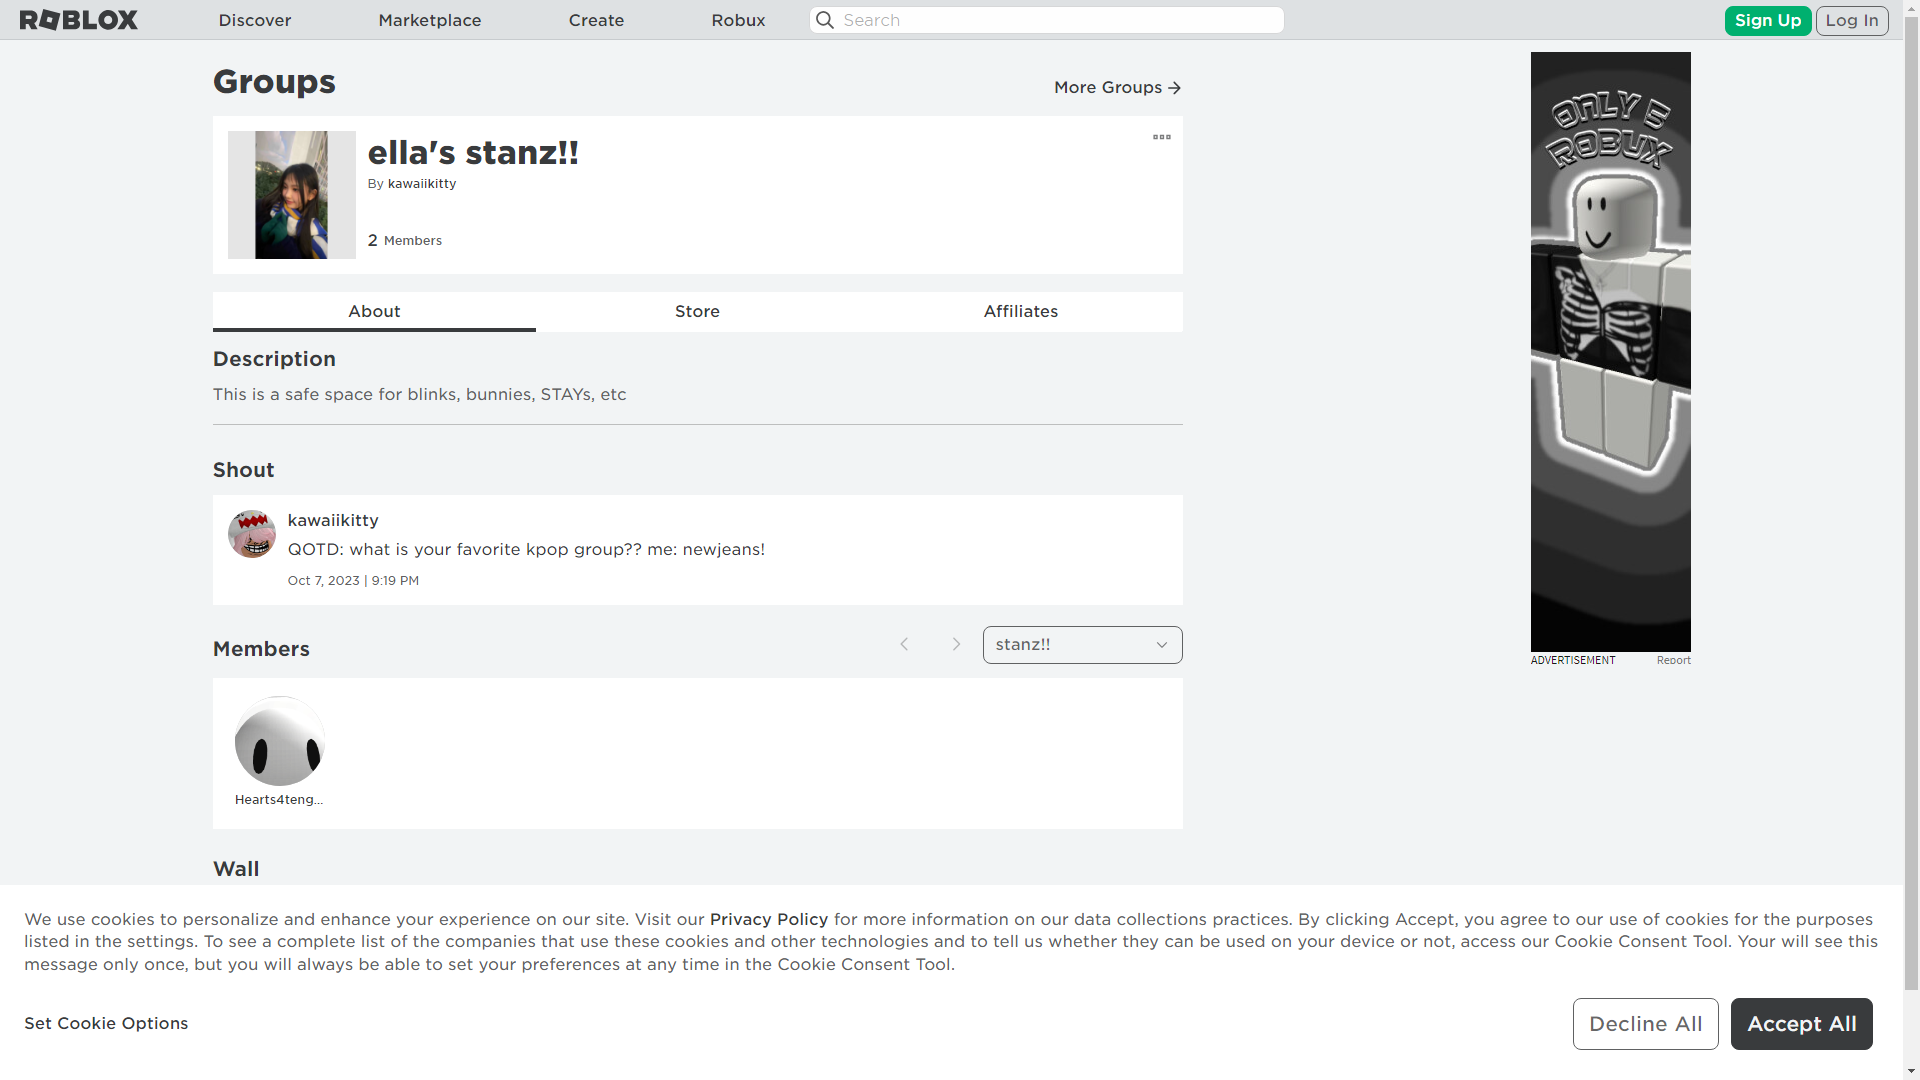 ROBLOX
Discover
Marketplace
Create
Robux
Search
Sign Up
Log In
Groups
More Groups
ella's stanz!!
By kawaiikitty
2 Members
About
Store
Affiliates
Description
This is a safe space for blinks, bunnies, STAYs, etc
Shout
kawaiikitty
QOTD: what is your favorite kpop group?? me: newjeans!
Oct 7, 2023 | 9:19 PM
Members
stanz!!
Hearts4teng...
Wall
ONLY 5
ROBUX
ADVERTISEMENT
Report
We use cookies to personalize and enhance your experience on our site. Visit our Privacy Policy for more information on our data collections practices. By clicking Accept, you agree to our use of cookies for the purposes
listed in the settings. To see a complete list of the companies that use these cookies and other technologies and to tell us whether they can be used on your device or not, access our Cookie Consent Tool. Your will see this
message only once, but you will always be able to set your preferences at any time in the Cookie Consent Tool.
Set Cookie Options
Decline All
Accept All